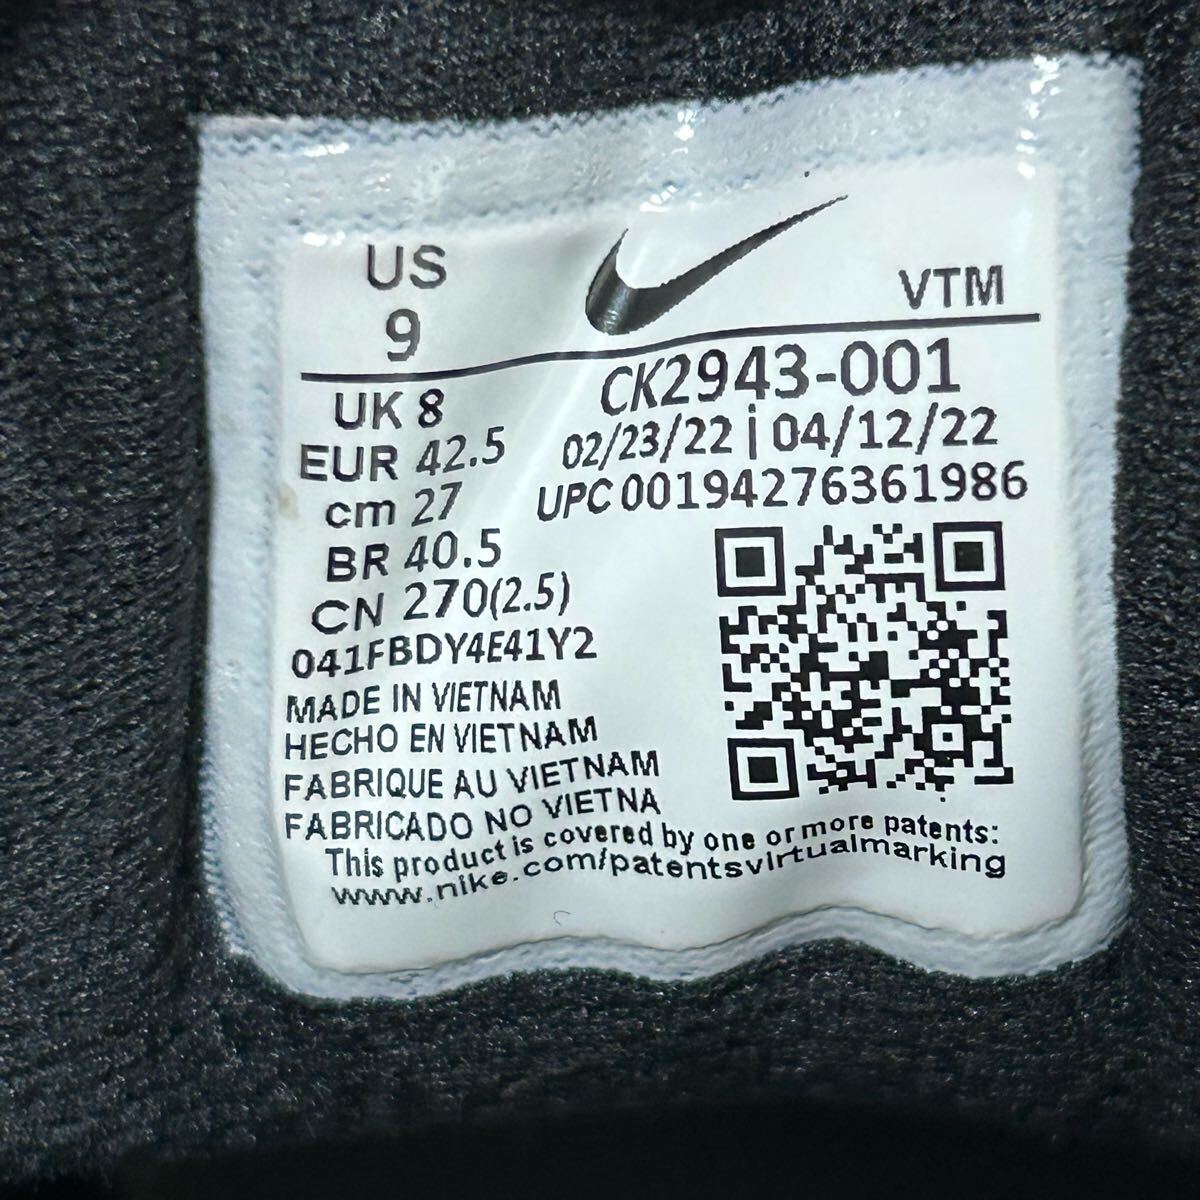 US
9
VTM
UK 8
EUR 42.5
cm 27
BR 40.5
CN 270(2.5)
CK2943-001
02/23/22 | 04/12/22
UPC 00194276361986
041FBDY4E41Y2
MADE IN VIETNAM
HECHO EN VIETNAM
FABRIQUE AU VIETNAM
FABRICADO NO VIETNA
This product is covered by one or more patents:
www.nike.com/patentsvirtualmarking